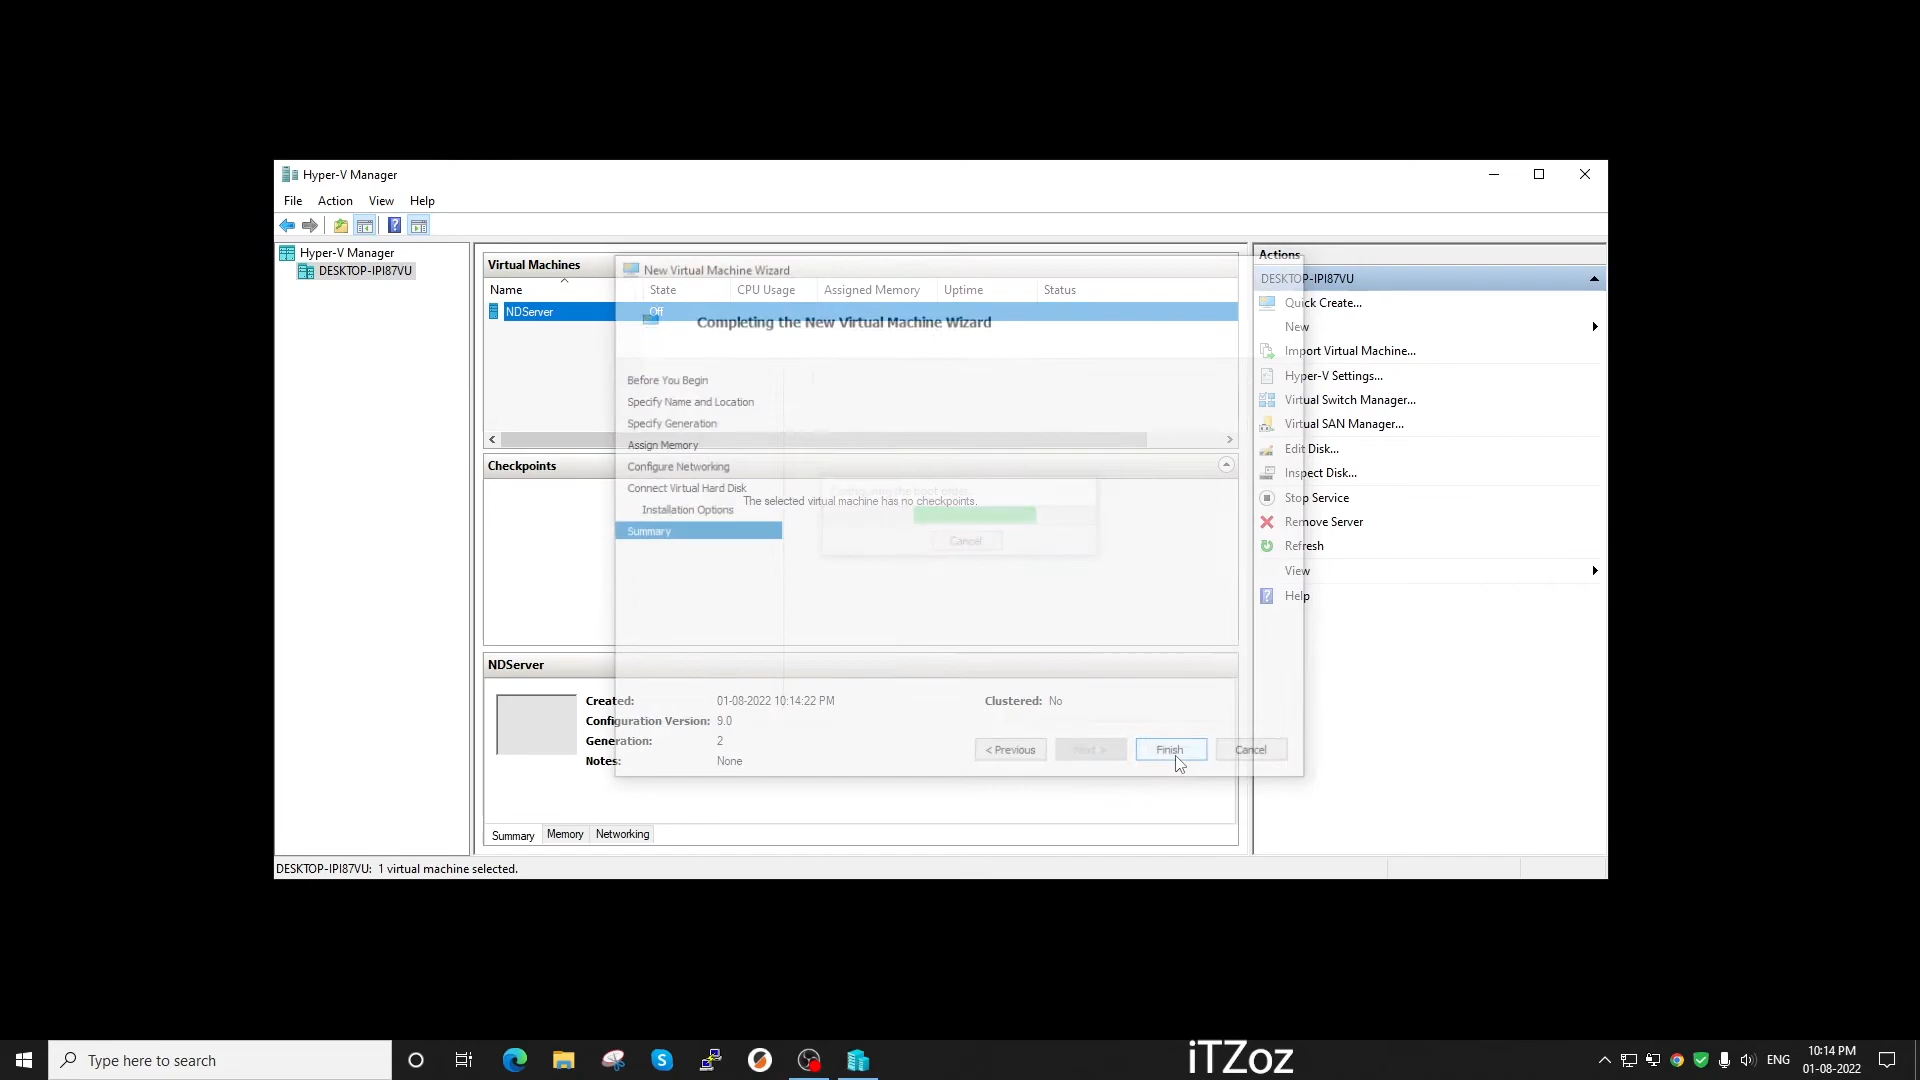 Hyper-V Manager
File Action View Help
Hyper-V Manager
DESKTOP-IPI87VU
Virtual Machines
Name State CPU Usage Assigned Memory Uptime Status
NDServer Off
New Virtual Machine Wizard
Completing the New Virtual Machine Wizard
Before You Begin
Specify Name and Location
Specify Generation
Assign Memory
Configure Networking
Connect Virtual Hard Disk
Installation Options
Summary
Cancel
< Previous Next > Finish Cancel
Checkpoints
The selected virtual machine has no checkpoints.
NDServer
Created: 01-08-2022 10:14:22 PM Clustered: No
Configuration Version: 9.0
Generation: 2
Notes: None
Summary Memory Networking
Actions
DESKTOP-IPI87VU
Quick Create...
New
Import Virtual Machine...
Hyper-V Settings...
Virtual Switch Manager...
Virtual SAN Manager...
Edit Disk...
Inspect Disk...
Stop Service
Remove Server
Refresh
View
Help
DESKTOP-IPI87VU: 1 virtual machine selected.
Type here to search
iTZoz
ENG
10:14 PM
01-08-2022